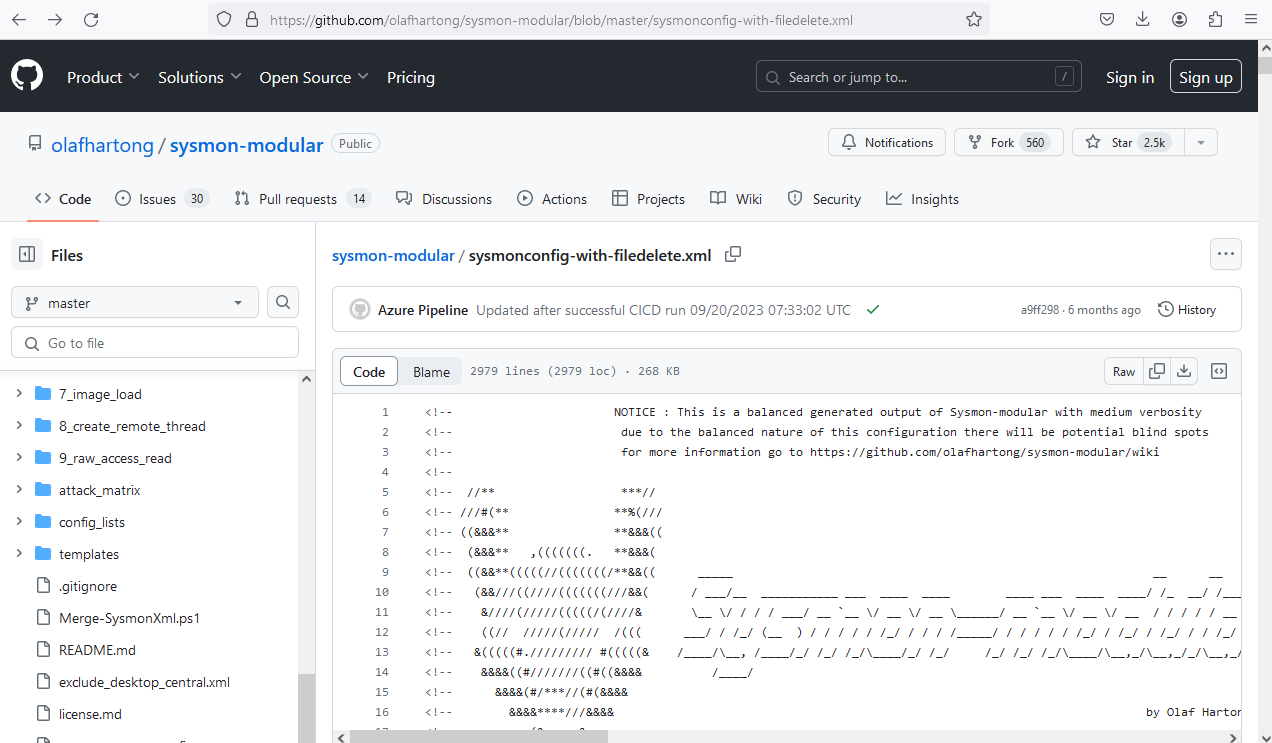 https://github.com/olafhartong/sysmon-modular/blob/master/sysmonconfig-with-filedelete.xml
Product Solutions Open Source Pricing Search or jump to... / Sign in Sign up
olafhartong / sysmon-modular Public Notifications Fork 560 Star 2.5k
Code Issues 30 Pull requests 14 Discussions Actions Projects Wiki Security Insights
Files
master
Go to file
7_image_load
8_create_remote_thread
9_raw_access_read
attack_matrix
config_lists
templates
.gitignore
Merge-SysmonXml.ps1
README.md
exclude_desktop_central.xml
license.md
sysmon-modular / sysmonconfig-with-filedelete.xml
Azure Pipeline Updated after successful CICD run 09/20/2023 07:33:02 UTC a9ff298 · 6 months ago History
Code Blame 2979 lines (2979 loc) · 268 KB Raw
1 <!-- NOTICE : This is a balanced generated output of Sysmon-modular with medium verbosity
2 <!-- due to the balanced nature of this configuration there will be potential blind spots
3 <!-- for more information go to https://github.com/olafhartong/sysmon-modular/wiki
4 <!--
5 <!-- //** ***//
6 <!-- ///#(** **%(///
7 <!-- ((&&&** **&&&((
8 <!-- (&&&** ,(((((((. **&&&(
9 <!--
10 <!--
11 <!--
12 <!--
13 <!--
14 <!--
15 <!-- &&&&(#/***//(#(&&&&
16 <!-- &&&&****///&&&& by Olaf Harton